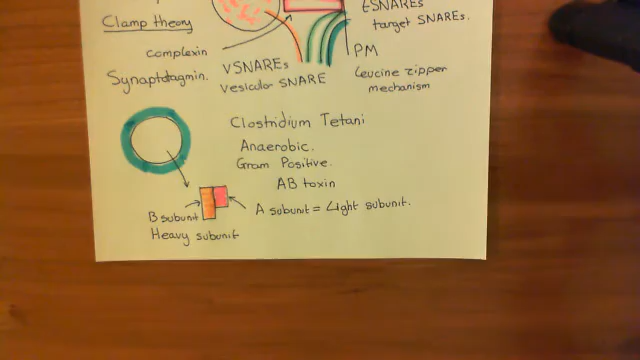 tSNAREs
target SNAREs.
Clamp theory
complexin
PM
Synaptotagmin.
VSNAREs
Vesicular SNARE
Leucine zipper
mechanism
Clostridium Tetani
Anaerobic.
Gram Positive.
AB toxin
B subunit
Heavy subunit
A subunit = Light subunit.